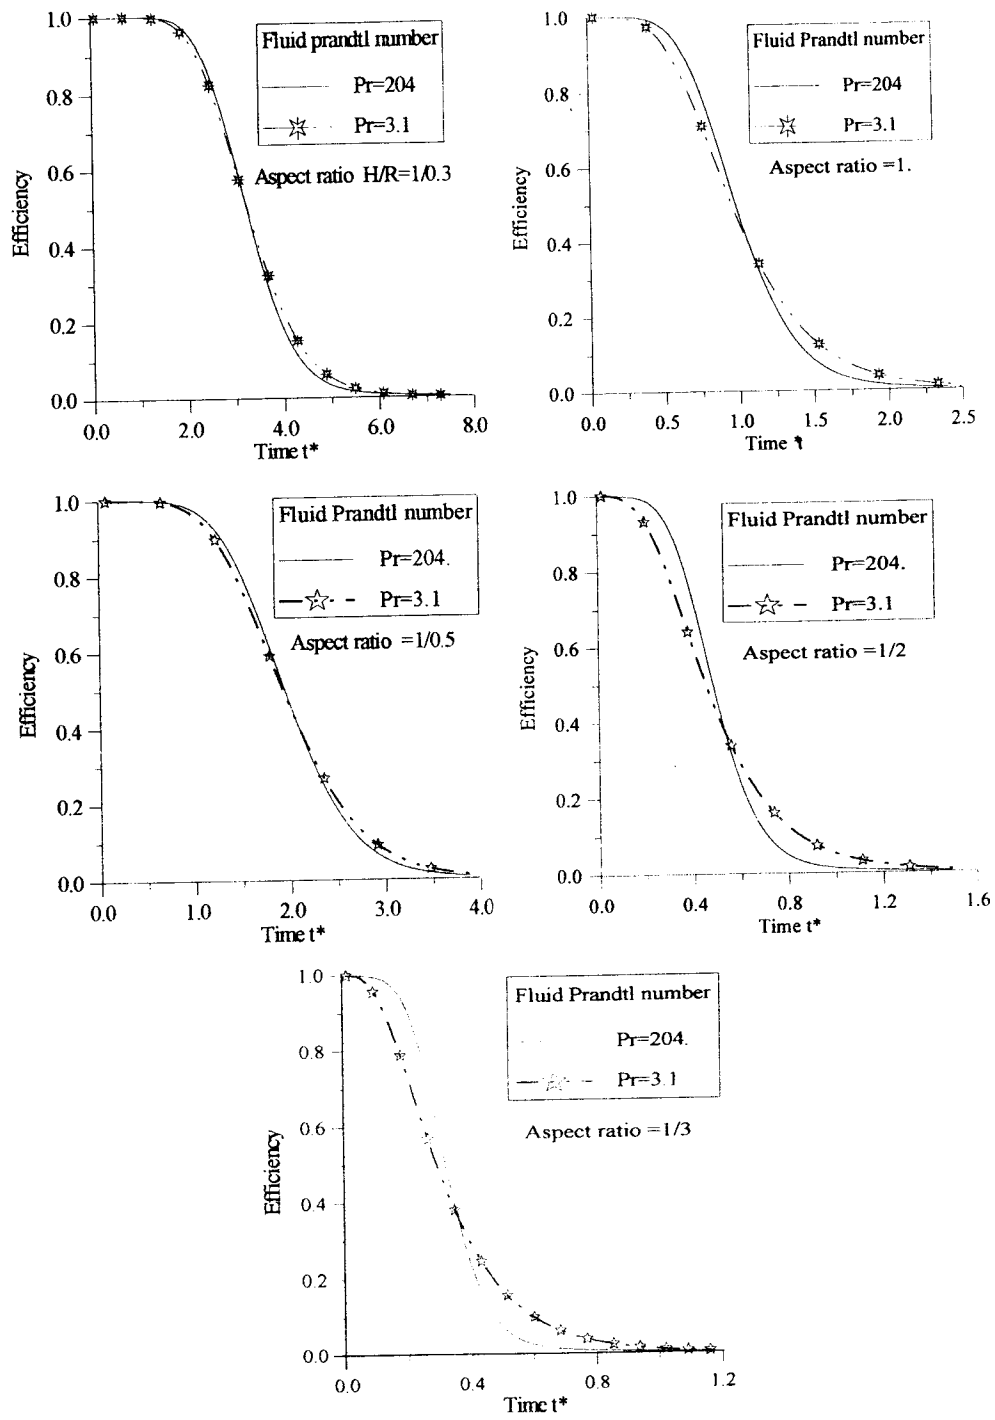 1.0
0.8
0.6
0.4
0.2
0.0
Efficiency
Fluid prandtl number
Pr=204
Pr=3.1
Aspect ratio H/R=1/0.3
0.0 2.0 4.0 6.0 8.0
Time t*
1.0
0.8
0.6
0.4
0.2
0.0
Efficiency
Fluid Prandtl number
Pr=204
Pr=3.1
Aspect ratio =1.
0.0 0.5 1.0 1.5 2.0 2.5
Time t
1.0
0.8
0.6
0.4
0.2
0.0
Efficiency
Fluid Prandtl number
Pr=204.
Pr=3.1
Aspect ratio =1/0.5
0.0 1.0 2.0 3.0 4.0
Time t*
1.0
0.8
0.6
0.4
0.2
0.0
Efficiency
Fluid Prandtl number
Pr=204.
Pr=3.1
Aspect ratio =1/2
0.0 0.4 0.8 1.2 1.6
Time t*
1.0
0.8
0.6
0.4
0.2
0.0
Efficiency
Fluid Prandtl number
Pr=204.
Pr=3.1
Aspect ratio =1/3
0.0 0.4 0.8 1.2
Time t*